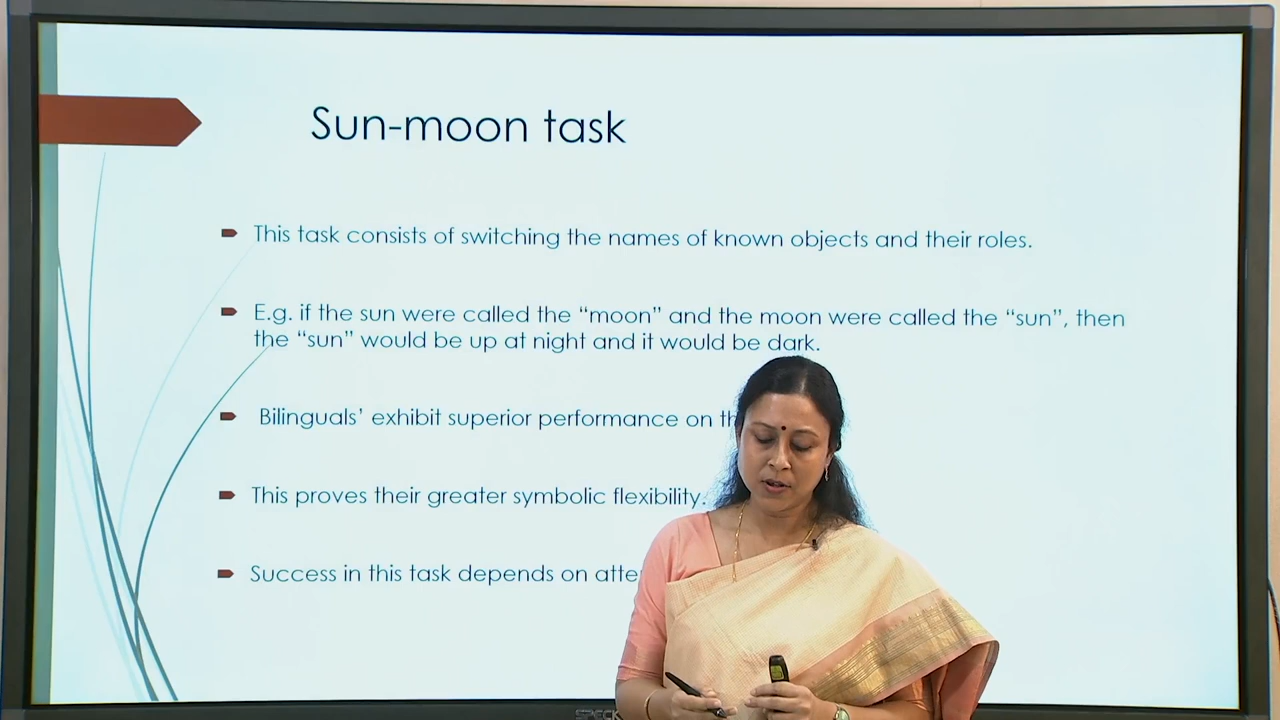 Sun-moon task
This task consists of switching the names of known objects and their roles.
E.g. if the sun were called the “moon” and the moon were called the “sun”, then
the “sun” would be up at night and it would be dark.
Bilinguals’ exhibit superior performance on
This proves their greater symbolic flexibility.
Success in this task depends on